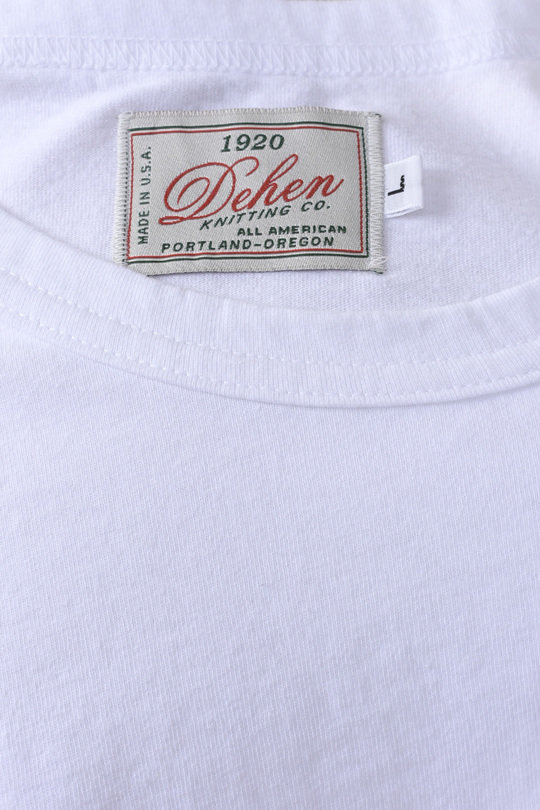 1920
MADE IN U.S.A.
Dehen
KNITTING CO.
ALL AMERICAN
PORTLAND-OREGON
L